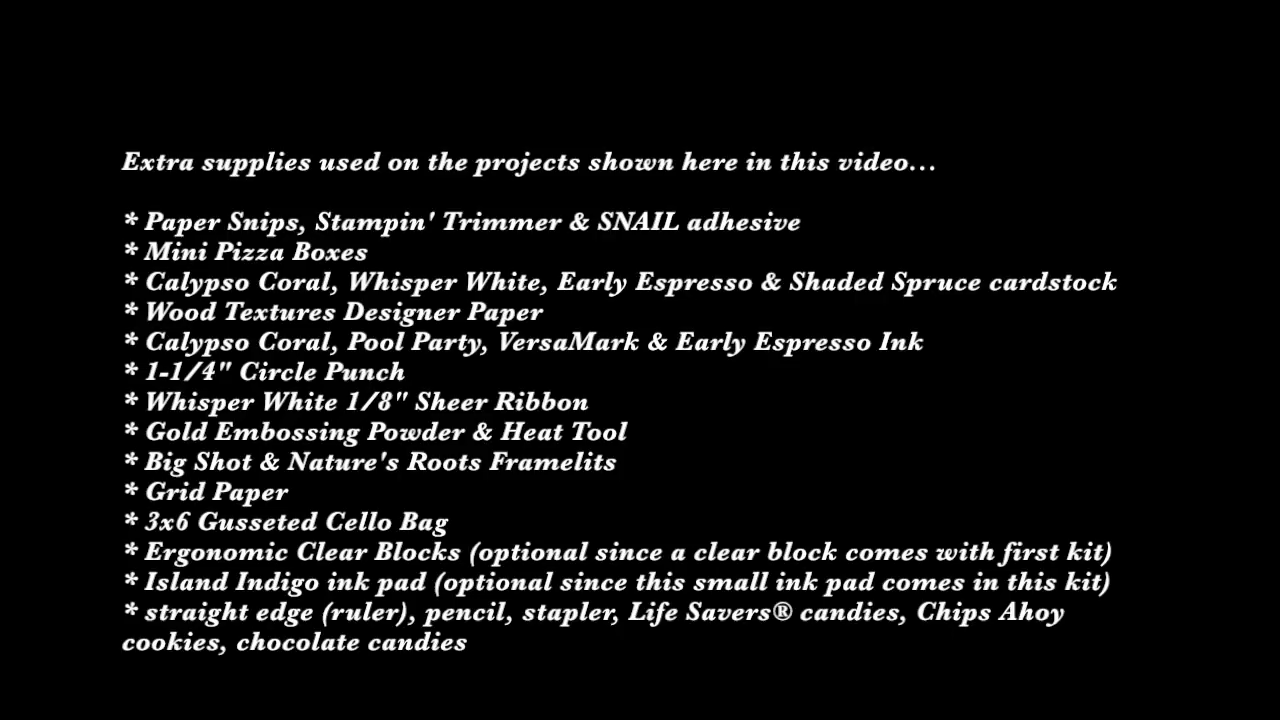 Extra supplies used on the projects shown here in this video...
* Paper Snips, Stampin' Trimmer & SNAIL adhesive
* Mini Pizza Boxes
* Calypso Coral, Whisper White, Early Espresso & Shaded Spruce cardstock
* Wood Textures Designer Paper
* Calypso Coral, Pool Party, VersaMark & Early Espresso Ink
* 1-1/4" Circle Punch
* Whisper White 1/8" Sheer Ribbon
* Gold Embossing Powder & Heat Tool
* Big Shot & Nature's Roots Framelits
* Grid Paper
* 3x6 Gusseted Cello Bag
* Ergonomic Clear Blocks (optional since a clear block comes with first kit)
* Island Indigo ink pad (optional since this small ink pad comes in this kit)
* straight edge (ruler), pencil, stapler, Life Savers® candies, Chips Ahoy
cookies, chocolate candies